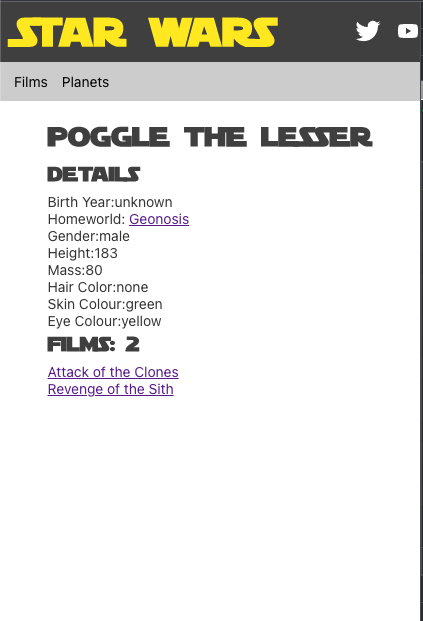 STAR WARS
Films Planets
POGGLE THE LESSER
DETAILS
Birth Year:unknown
Homeworld: Geonosis
Gender:male
Height:183
Mass:80
Hair Color:none
Skin Colour:green
Eye Colour:yellow
FILMS: 2
Attack of the Clones
Revenge of the Sith